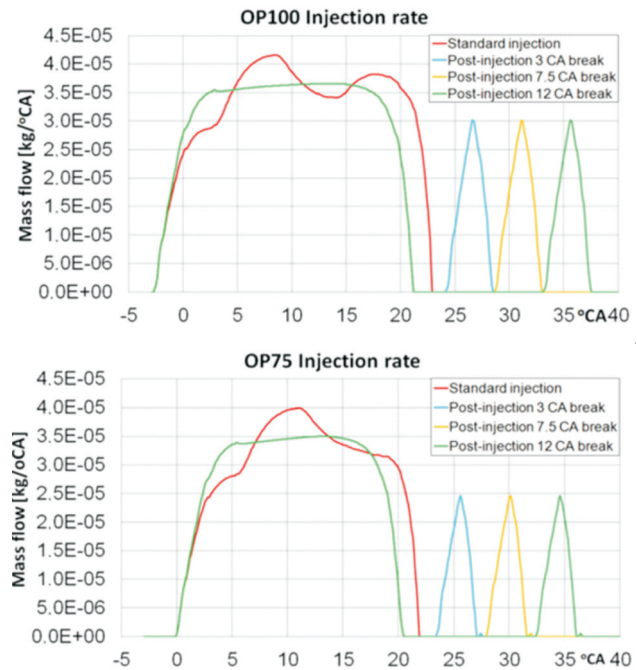 OP100 Injection rate
Mass flow [kg/°CA]
4.5E-05
4.0E-05
3.5E-05
3.0E-05
2.5E-05
2.0E-05
1.5E-05
1.0E-05
5.0E-06
0.0E+00
Standard injection
Post-injection 3 CA break
Post-injection 7.5 CA break
Post-injection 12 CA break
-5 0 5 10 15 20 25 30 35 °CA 40
OP75 Injection rate
Mass flow [kg/oCA]
4.5E-05
4.0E-05
3.5E-05
3.0E-05
2.5E-05
2.0E-05
1.5E-05
1.0E-05
5.0E-06
0.0E+00
Standard injection
Post-injection 3 CA break
Post-injection 7.5 CA break
Post-injection 12 CA break
-5 0 5 10 15 20 25 30 35 °CA 40